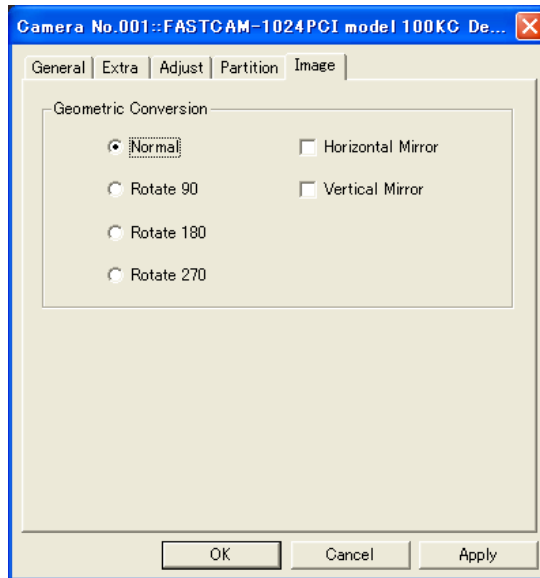 Camera No.001::FASTCAM-1024PCI model 100KC De...
General Extra Adjust Partition Image
Geometric Conversion
Normal Horizontal Mirror
Rotate 90 Vertical Mirror
Rotate 180
Rotate 270
OK Cancel Apply